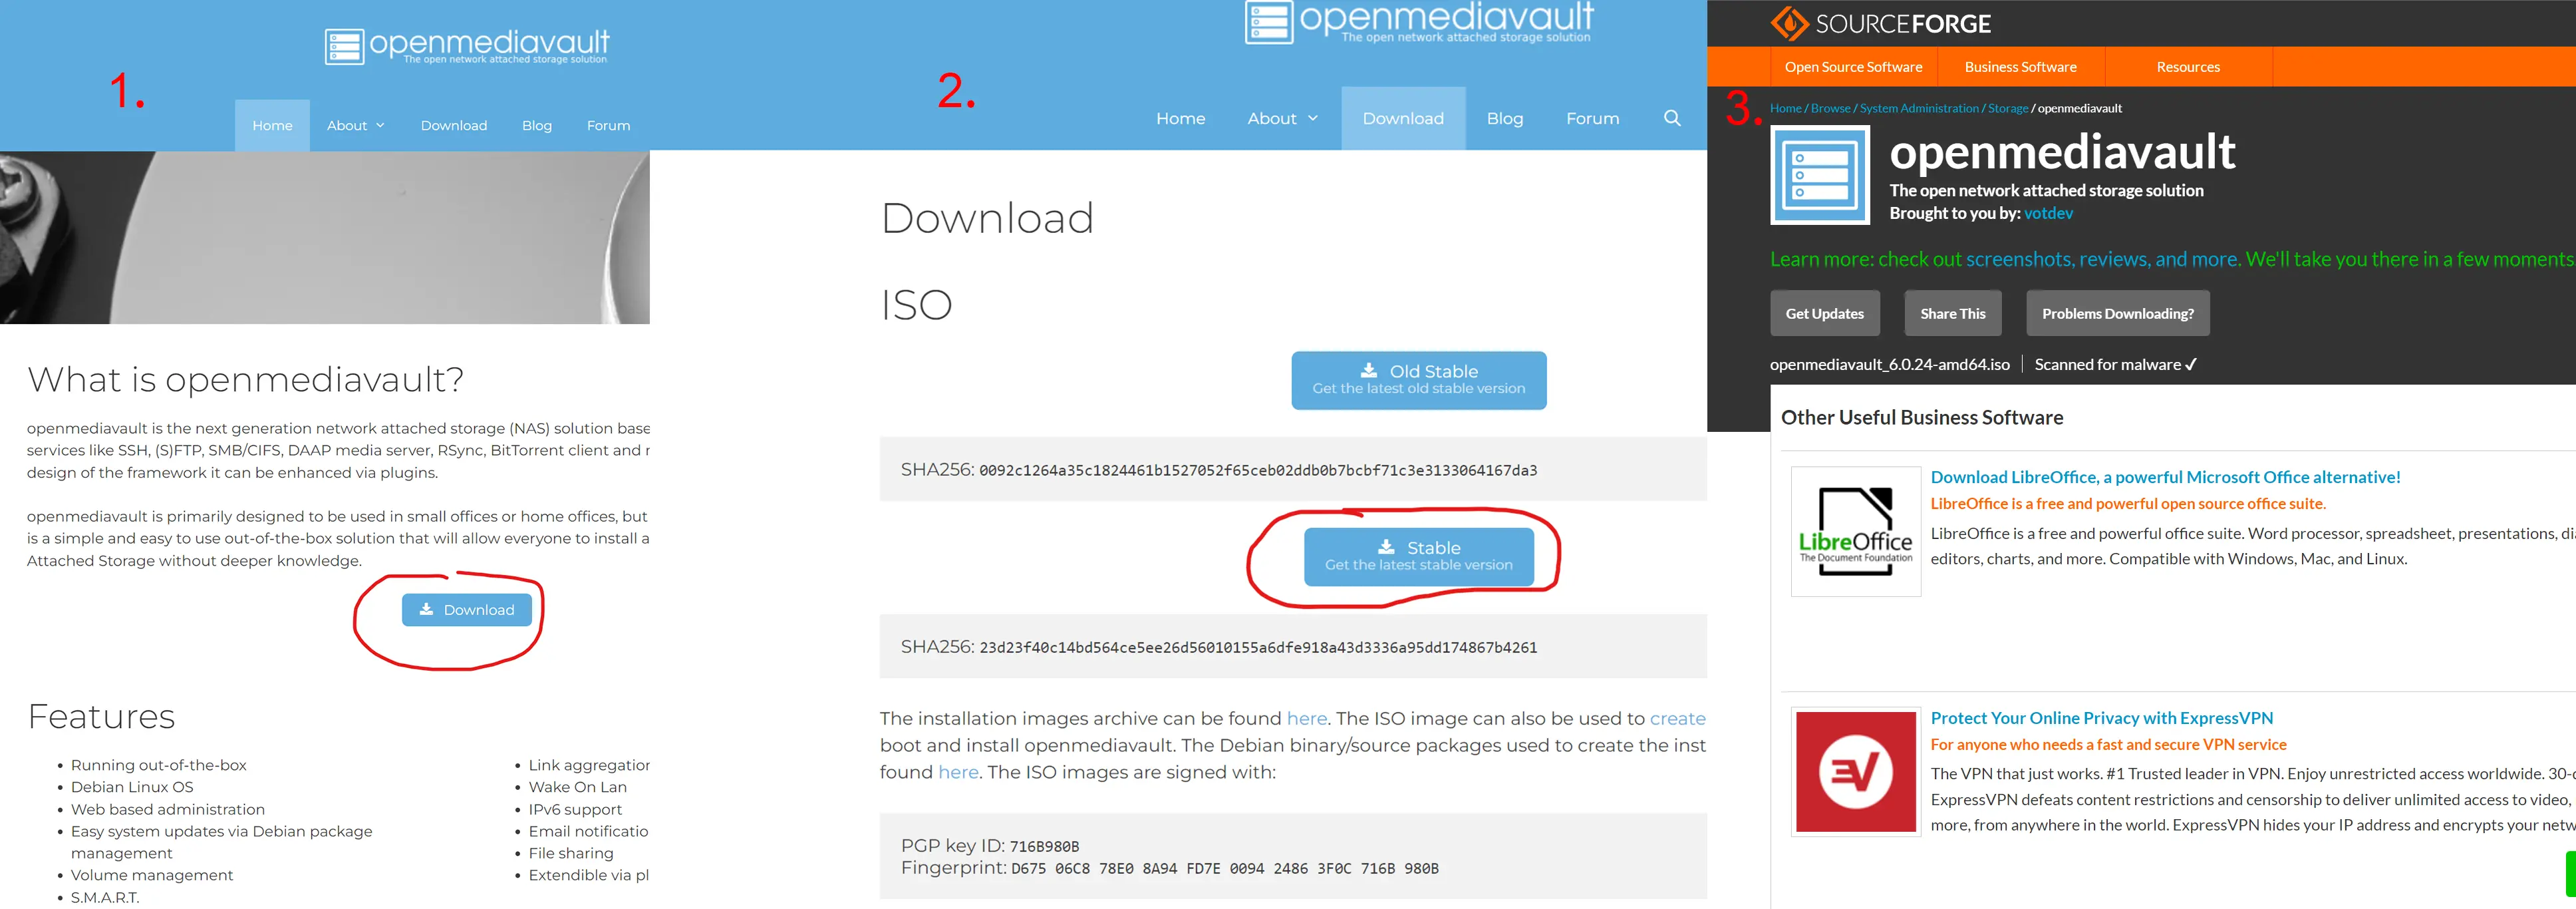 1.
openmediavault
The open network attached storage solution
Home
About
Download
Blog
Forum
What is openmediavault?
openmediavault is the next generation network attached storage (NAS) solution base
services like SSH, (S)FTP, SMB/CIFS, DAAP media server, RSync, BitTorrent client and r
design of the framework it can be enhanced via plugins.
openmediavault is primarily designed to be used in small offices or home offices, but
is a simple and easy to use out-of-the-box solution that will allow everyone to install a
Attached Storage without deeper knowledge.
Download
Features
• Running out-of-the-box
• Debian Linux OS
• Web based administration
• Easy system updates via Debian package
management
• Volume management
• S.M.A.R.T.
• Link aggregation
• Wake On Lan
• IPv6 support
• Email notificatio
• File sharing
• Extendible via pl
2.
openmediavault
The open network attached storage solution
Home
About
Download
Blog
Forum
Download
ISO
Old Stable
Get the latest old stable version
SHA256: 0092c1264a35c1824461b1527052f65ceb02ddb0b7bcbf71c3e3133064167da3
Stable
Get the latest stable version
SHA256: 23d23f40c14bd564ce5ee26d56010155a6dfe918a43d3336a95dd174867b4261
The installation images archive can be found here. The ISO image can also be used to create
boot and install openmediavault. The Debian binary/source packages used to create the inst
found here. The ISO images are signed with:
PGP key ID: 716B980B
Fingerprint: D675 06C8 78E0 8A94 FD7E 0094 2486 3F0C 716B 980B
3.
SOURCEFORGE
Open Source Software
Business Software
Resources
Home / Browse / System Administration / Storage / openmediavault
openmediavault
The open network attached storage solution
Brought to you by: votdev
Learn more: check out screenshots, reviews, and more. We'll take you there in a few moments
Get Updates
Share This
Problems Downloading?
openmediavault_6.0.24-amd64.iso | Scanned for malware ✓
Other Useful Business Software
LibreOffice
The Document Foundation
Download LibreOffice, a powerful Microsoft Office alternative!
LibreOffice is a free and powerful open source office suite.
LibreOffice is a free and powerful office suite. Word processor, spreadsheet, presentations, di
editors, charts, and more. Compatible with Windows, Mac, and Linux.
Protect Your Online Privacy with ExpressVPN
For anyone who needs a fast and secure VPN service
The VPN that just works. #1 Trusted leader in VPN. Enjoy unrestricted access worldwide. 30-
ExpressVPN defeats content restrictions and censorship to deliver unlimited access to video,
more, from anywhere in the world. ExpressVPN hides your IP address and encrypts your netw